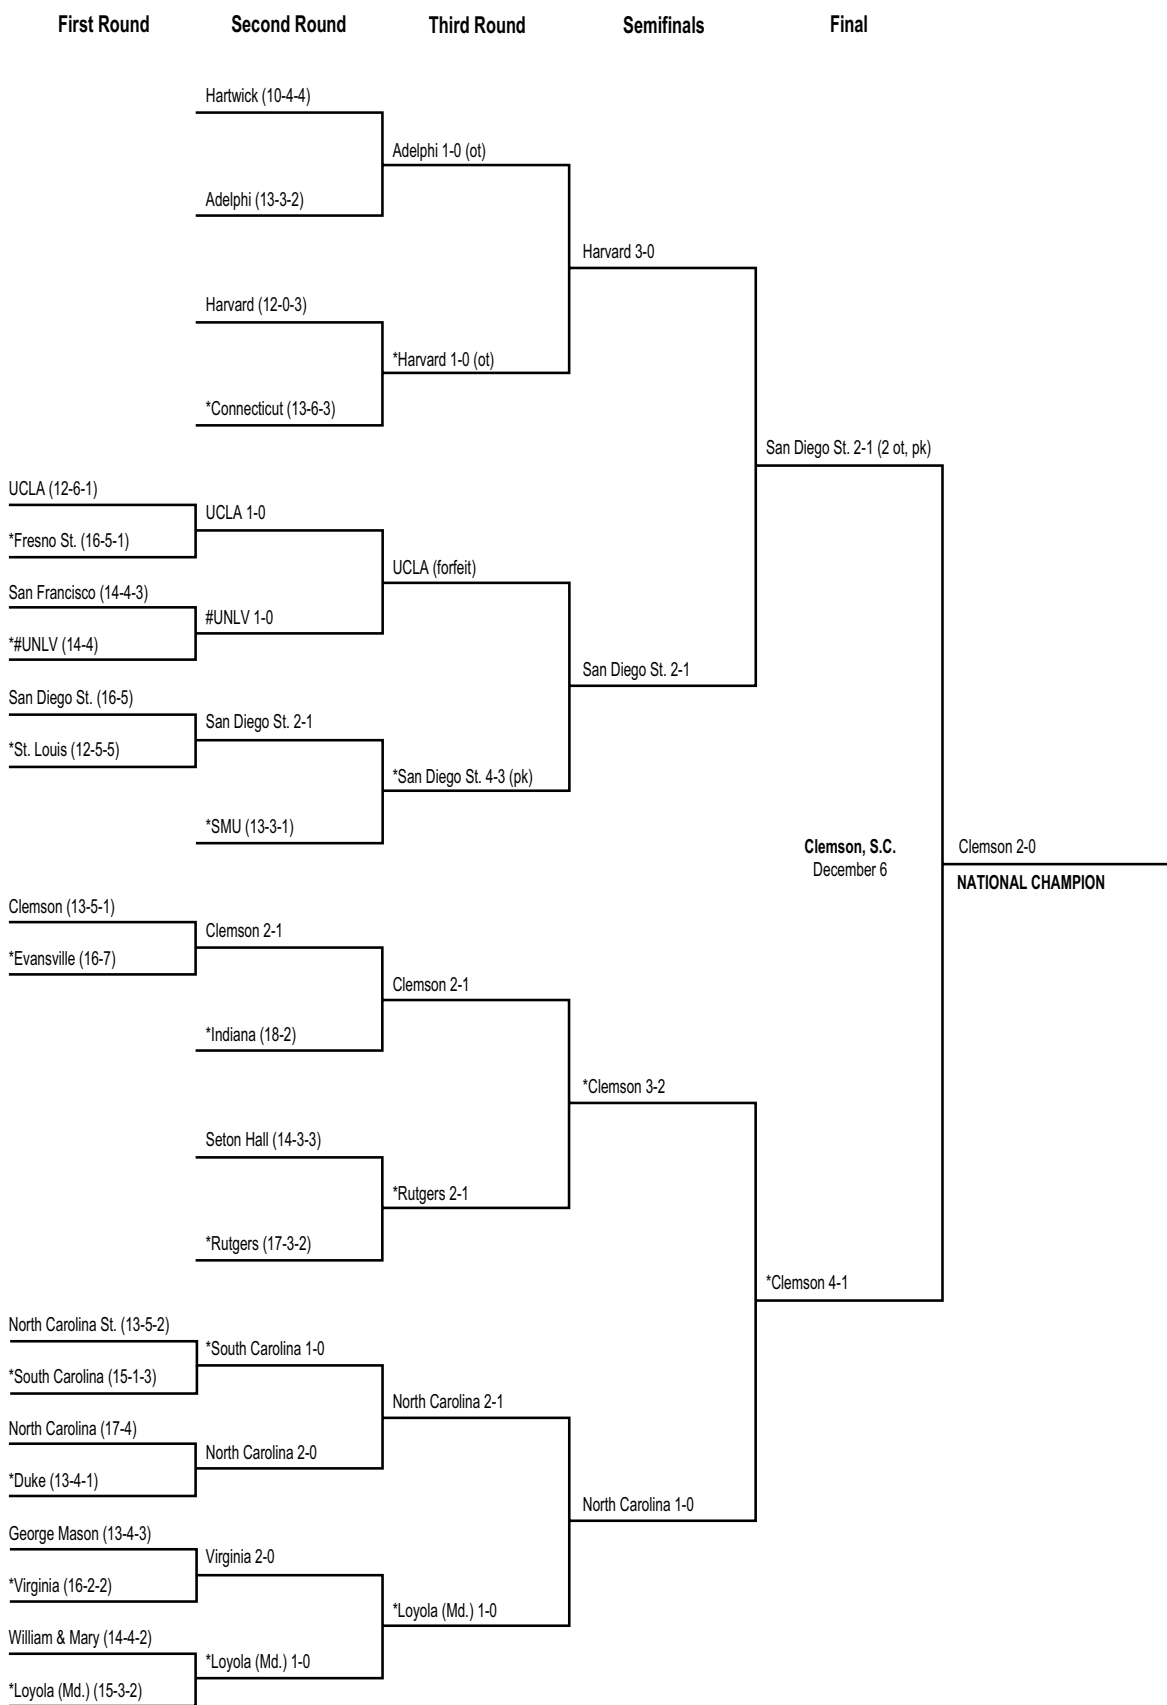 First Round Second Round Third Round Semifinals Final
Hartwick (10-4-4)
Adelphi 1-0 (ot)
Adelphi (13-3-2)
Harvard 3-0
Harvard (12-0-3)
*Harvard 1-0 (ot)
*Connecticut (13-6-3)
San Diego St. 2-1 (2 ot, pk)
UCLA (12-6-1)
UCLA 1-0
*Fresno St. (16-5-1)
UCLA (forfeit)
San Francisco (14-4-3)
#UNLV 1-0
*#UNLV (14-4)
San Diego St. 2-1
San Diego St. (16-5)
San Diego St. 2-1
*St. Louis (12-5-5)
*San Diego St. 4-3 (pk)
*SMU (13-3-1)
Clemson, S.C.
December 6
Clemson 2-0
NATIONAL CHAMPION
Clemson (13-5-1)
Clemson 2-1
*Evansville (16-7)
Clemson 2-1
*Indiana (18-2)
*Clemson 3-2
Seton Hall (14-3-3)
*Rutgers 2-1
*Rutgers (17-3-2)
*Clemson 4-1
North Carolina St. (13-5-2)
*South Carolina 1-0
*South Carolina (15-1-3)
North Carolina 2-1
North Carolina (17-4)
North Carolina 2-0
*Duke (13-4-1)
North Carolina 1-0
George Mason (13-4-3)
Virginia 2-0
*Virginia (16-2-2)
*Loyola (Md.) 1-0
William & Mary (14-4-2)
*Loyola (Md.) 1-0
*Loyola (Md.) (15-3-2)